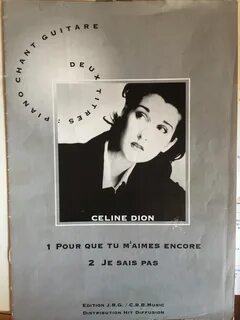 PIANO CHANT GUITARE
DEUX TITRES :
CELINE DION
1 POUR QUE TU M'AIMES ENCORE
2 JE SAIS PAS
EDITION J.R.G. / C.R.B. MUSIC
DISTRIBUTION HIT DIFFUSION